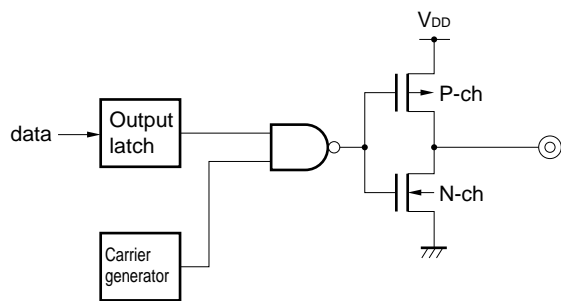 VDD
P-ch
data
Output
latch
N-ch
Carrier
generator